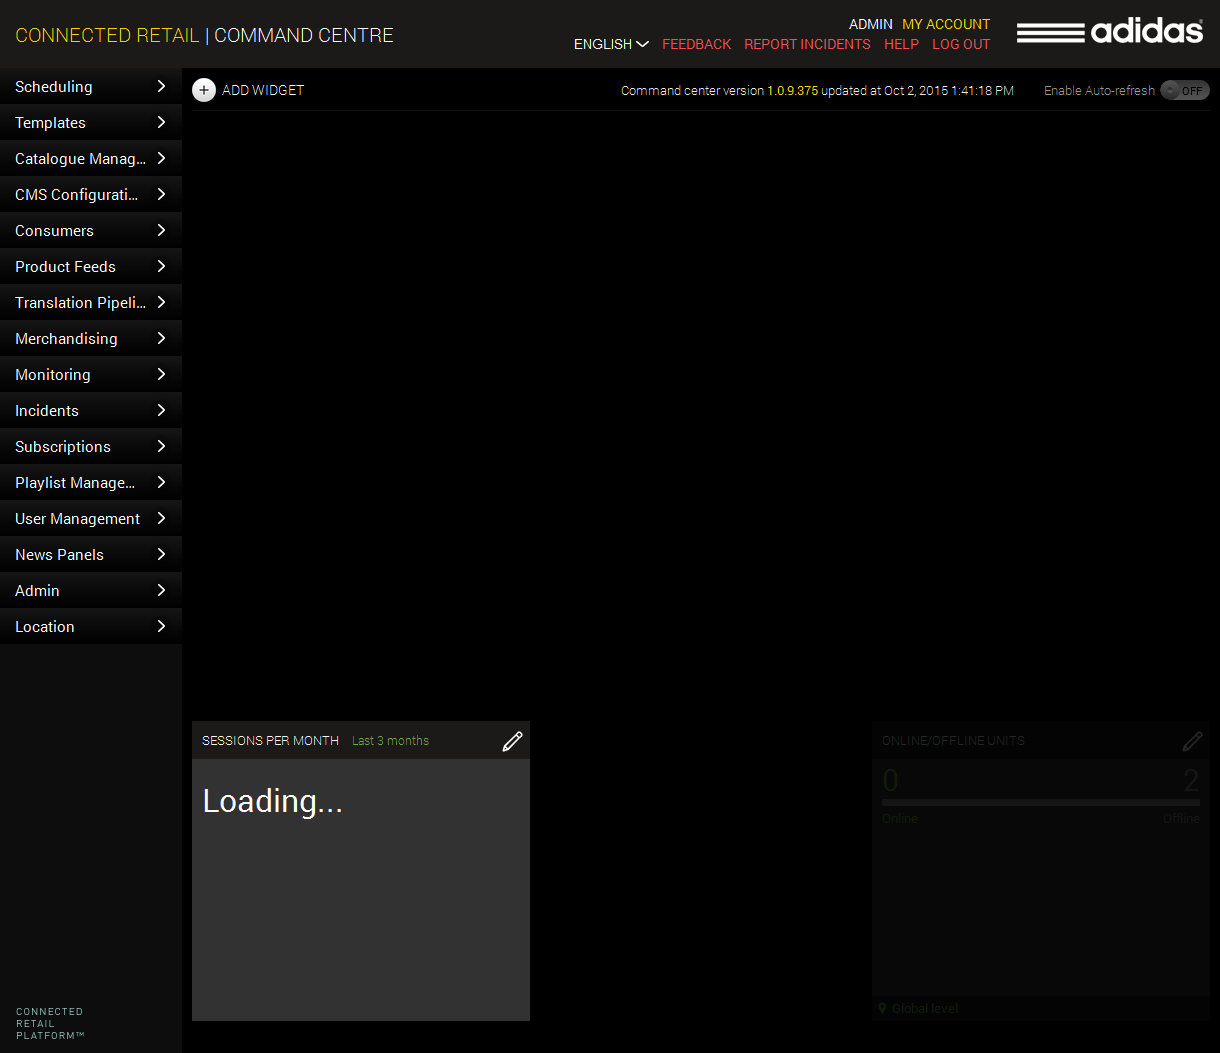 CONNECTED RETAIL | COMMAND CENTRE
ADMIN MY ACCOUNT
ENGLISH FEEDBACK REPORT INCIDENTS HELP LOG OUT
adidas
Scheduling
Templates
Catalogue Manag...
CMS Configurati...
Consumers
Product Feeds
Translation Pipeli...
Merchandising
Monitoring
Incidents
Subscriptions
Playlist Manage...
User Management
News Panels
Admin
Location
CONNECTED
RETAIL
PLATFORM™
ADD WIDGET
Command center version 1.0.9.375 updated at Oct 2, 2015 1:41:18 PM
Enable Auto-refresh OFF
SESSIONS PER MONTH Last 3 months
Loading...
ONLINE/OFFLINE UNITS
0 2
Online Offline
Global level